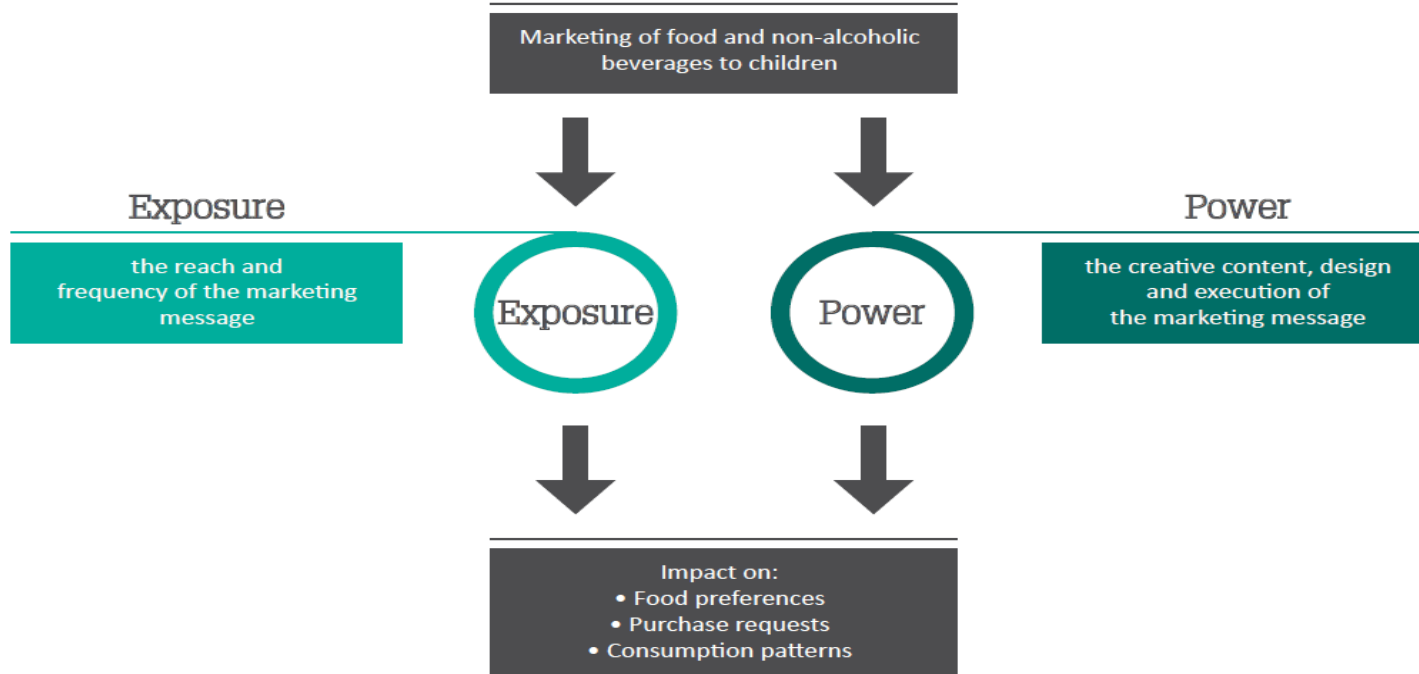 Marketing of food and non-alcoholic
beverages to children
Exposure
the reach and
frequency of the marketing
message
Exposure
Power
Power
the creative content, design
and execution of
the marketing message
Impact on:
• Food preferences
• Purchase requests
• Consumption patterns